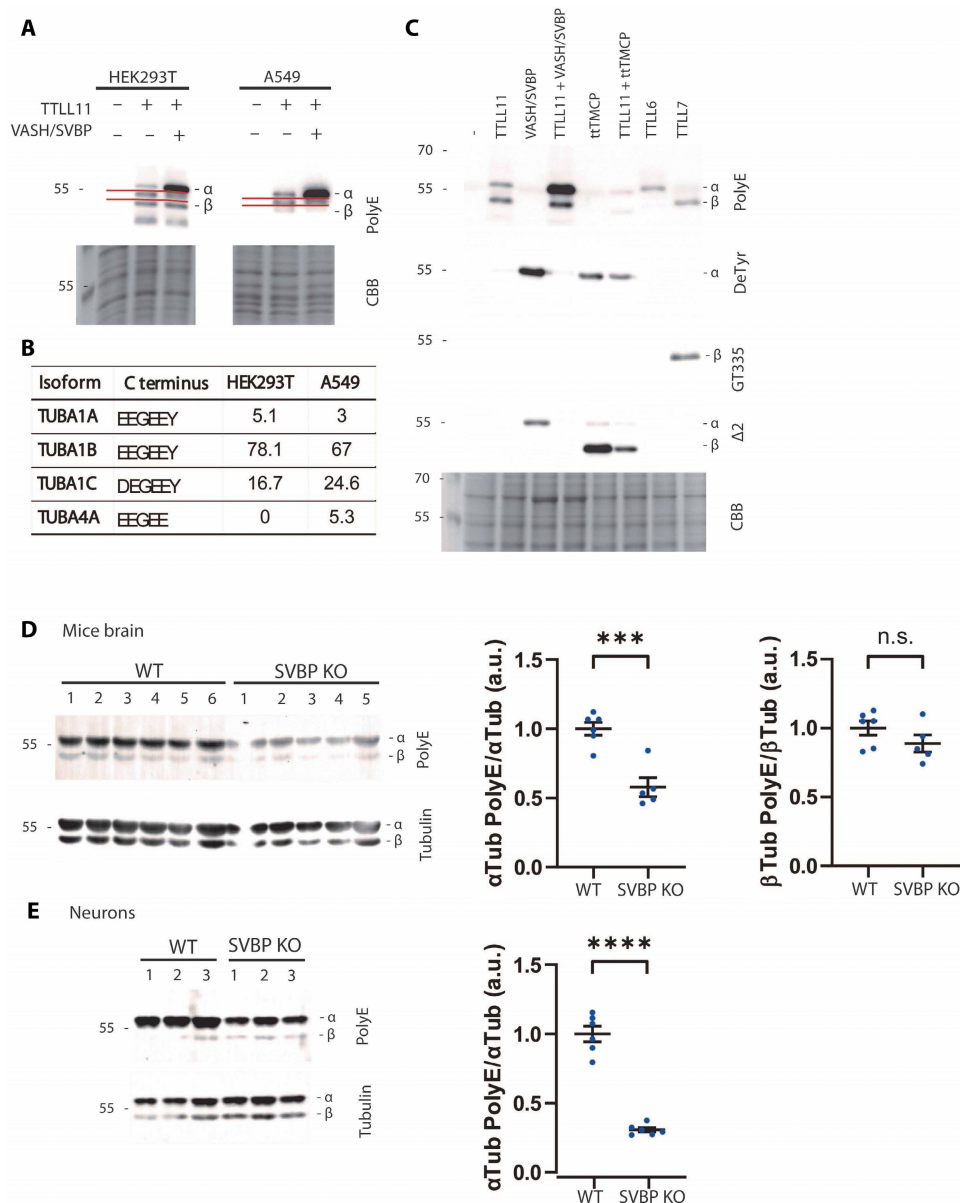 A
HEK293T A549
TTLL11 – + + – + +
VASH/SVBP – – + – – +
55 - - α - α
- β - β
PolyE
55 -
CBB
B
Isoform C terminus HEK293T A549
TUBA1A EEGEEY 5.1 3
TUBA1B EEGEEY 78.1 67
TUBA1C DEGEEY 16.7 24.6
TUBA4A EEGEE 0 5.3
C
-
TTLL11
VASH/SVBP
TTLL11 + VASH/SVBP
ttTMCP
TTLL11 + ttTMCP
TTLL6
TTLL7
70 -
55 - - α
- β
PolyE
55 - - α
DeTyr
55 -
- β
GT335
55 - - α
- β
Δ2
70 -
55 -
CBB
D Mice brain
WT SVBP KO
1 2 3 4 5 6 1 2 3 4 5
55 - - α
- β
PolyE
55 - - α
- β
Tubulin
αTub PolyE/αTub (a.u.)
***
1.5
1.0
0.5
0.0
WT SVBP KO
βTub PolyE/βTub (a.u.)
n.s.
1.5
1.0
0.5
0.0
WT SVBP KO
E Neurons
WT SVBP KO
1 2 3 1 2 3
55 - - α
- β
PolyE
55 - - α
- β
Tubulin
αTub PolyE/αTub (a.u.)
****
1.5
1.0
0.5
0.0
WT SVBP KO